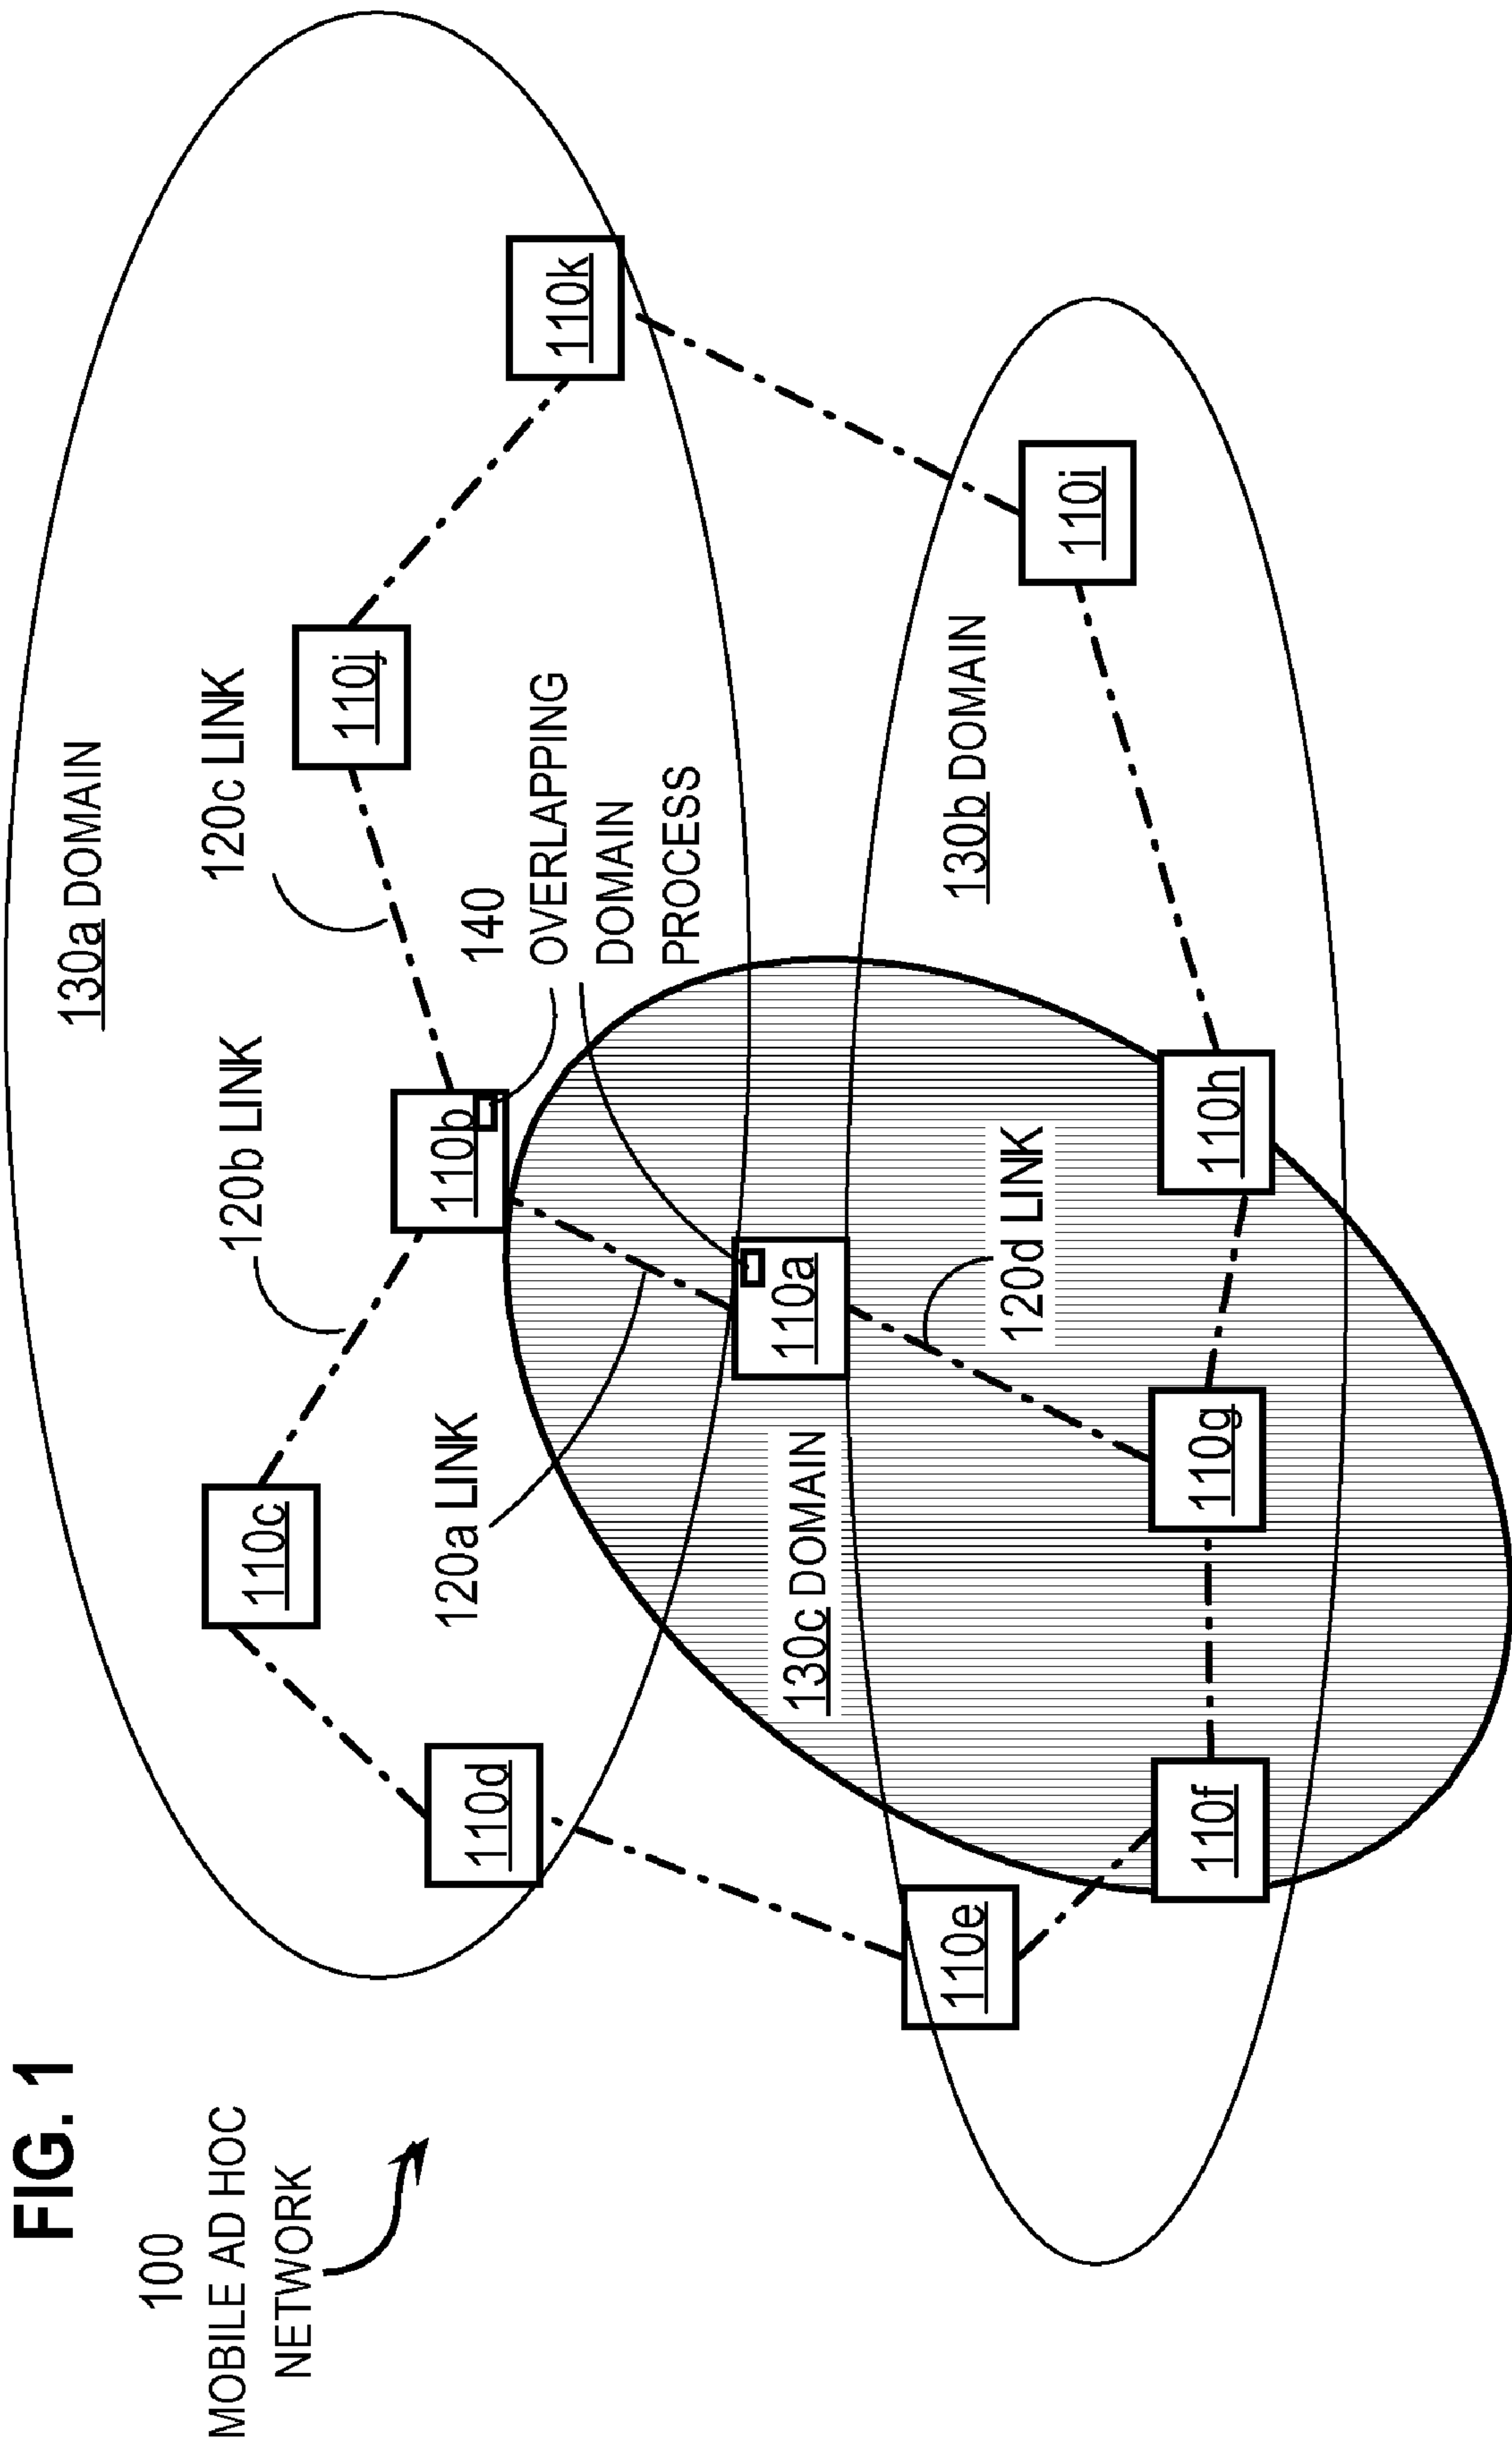 FIG. 1
100
MOBILE AD HOC
NETWORK
130a DOMAIN
120b LINK
120c LINK
110c
110j
110b
110d
110k
120a LINK
140
OVERLAPPING
DOMAIN
PROCESS
110a
130c DOMAIN
130b DOMAIN
110e
120d LINK
110i
110f
110g
110h